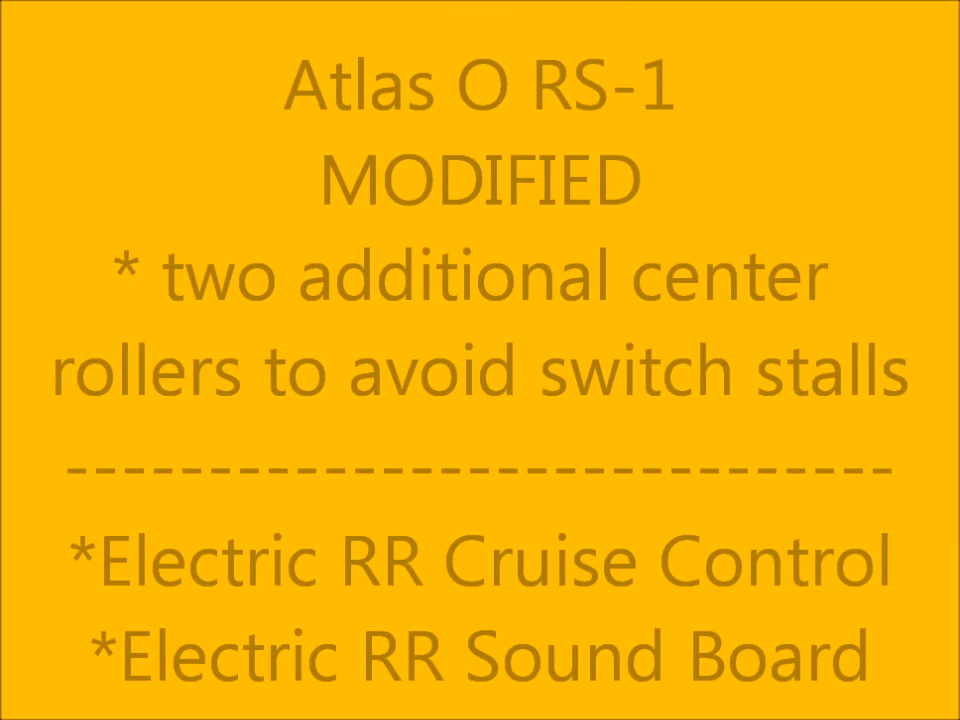 Atlas O RS-1
MODIFIED
* two additional center
rollers to avoid switch stalls
-----------------------------
*Electric RR Cruise Control
*Electric RR Sound Board